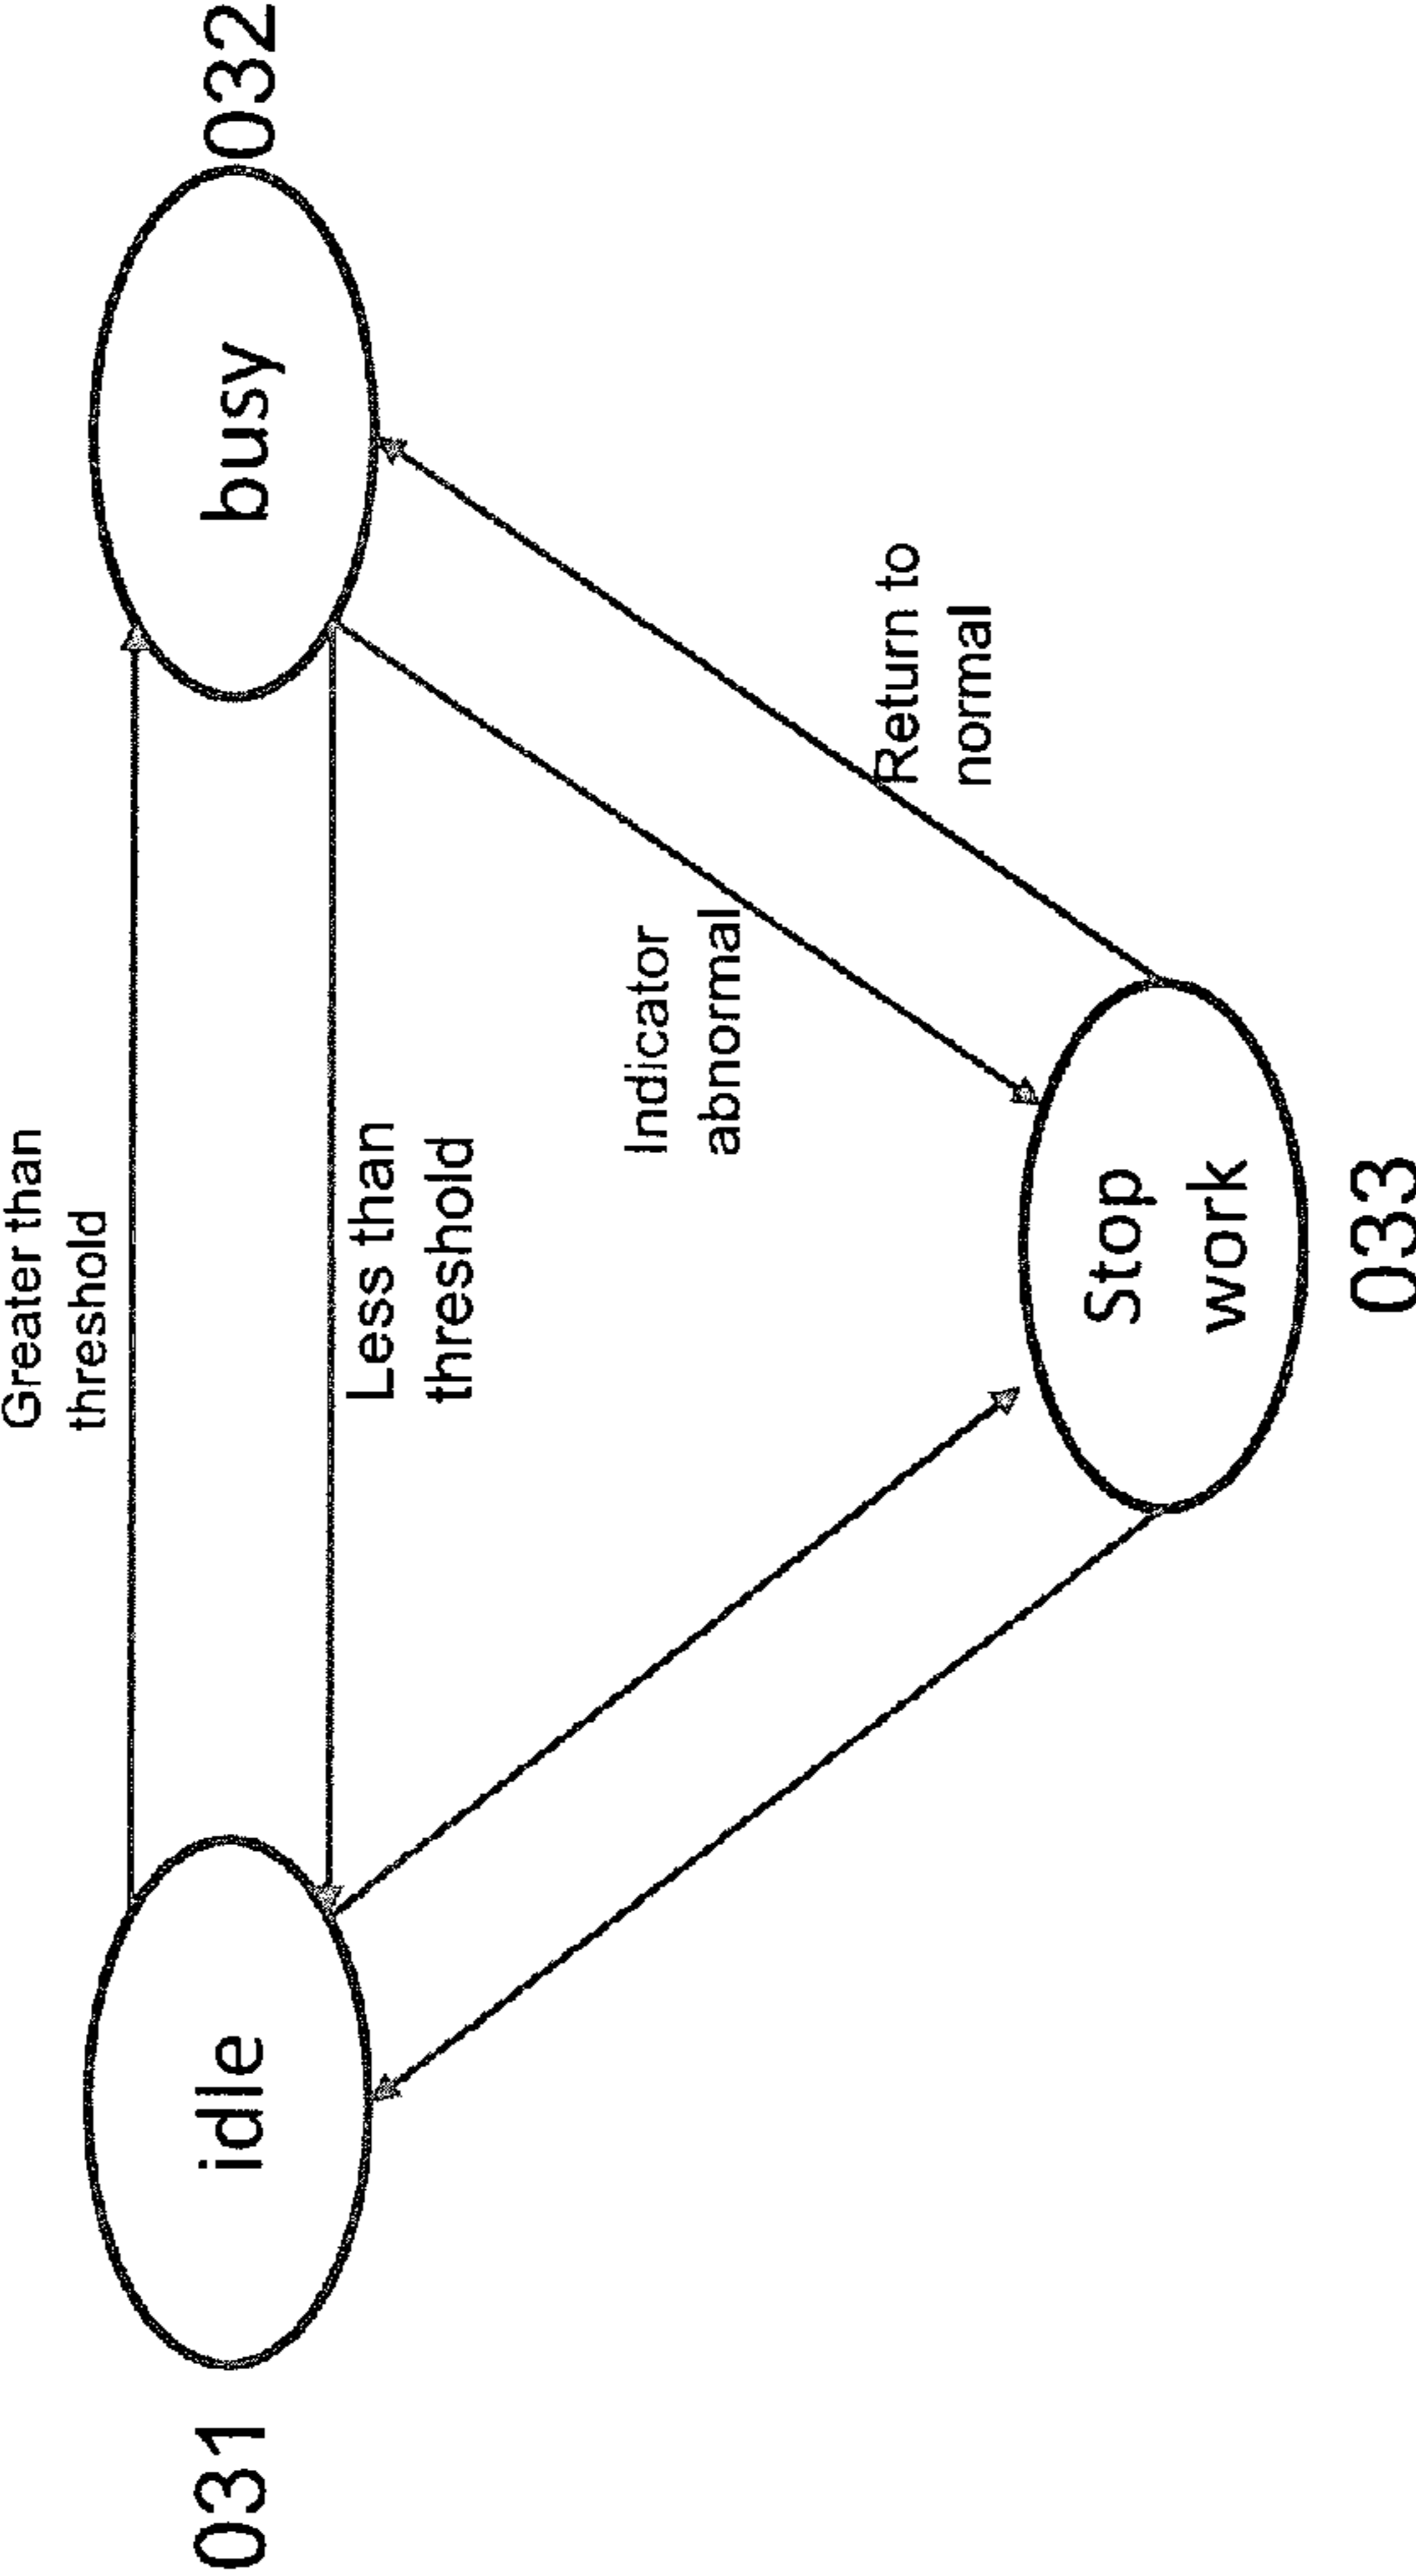 Greater than
threshold
031
idle
busy
032
Less than
threshold
Indicator
abnormal
Return to
normal
Stop
work
033